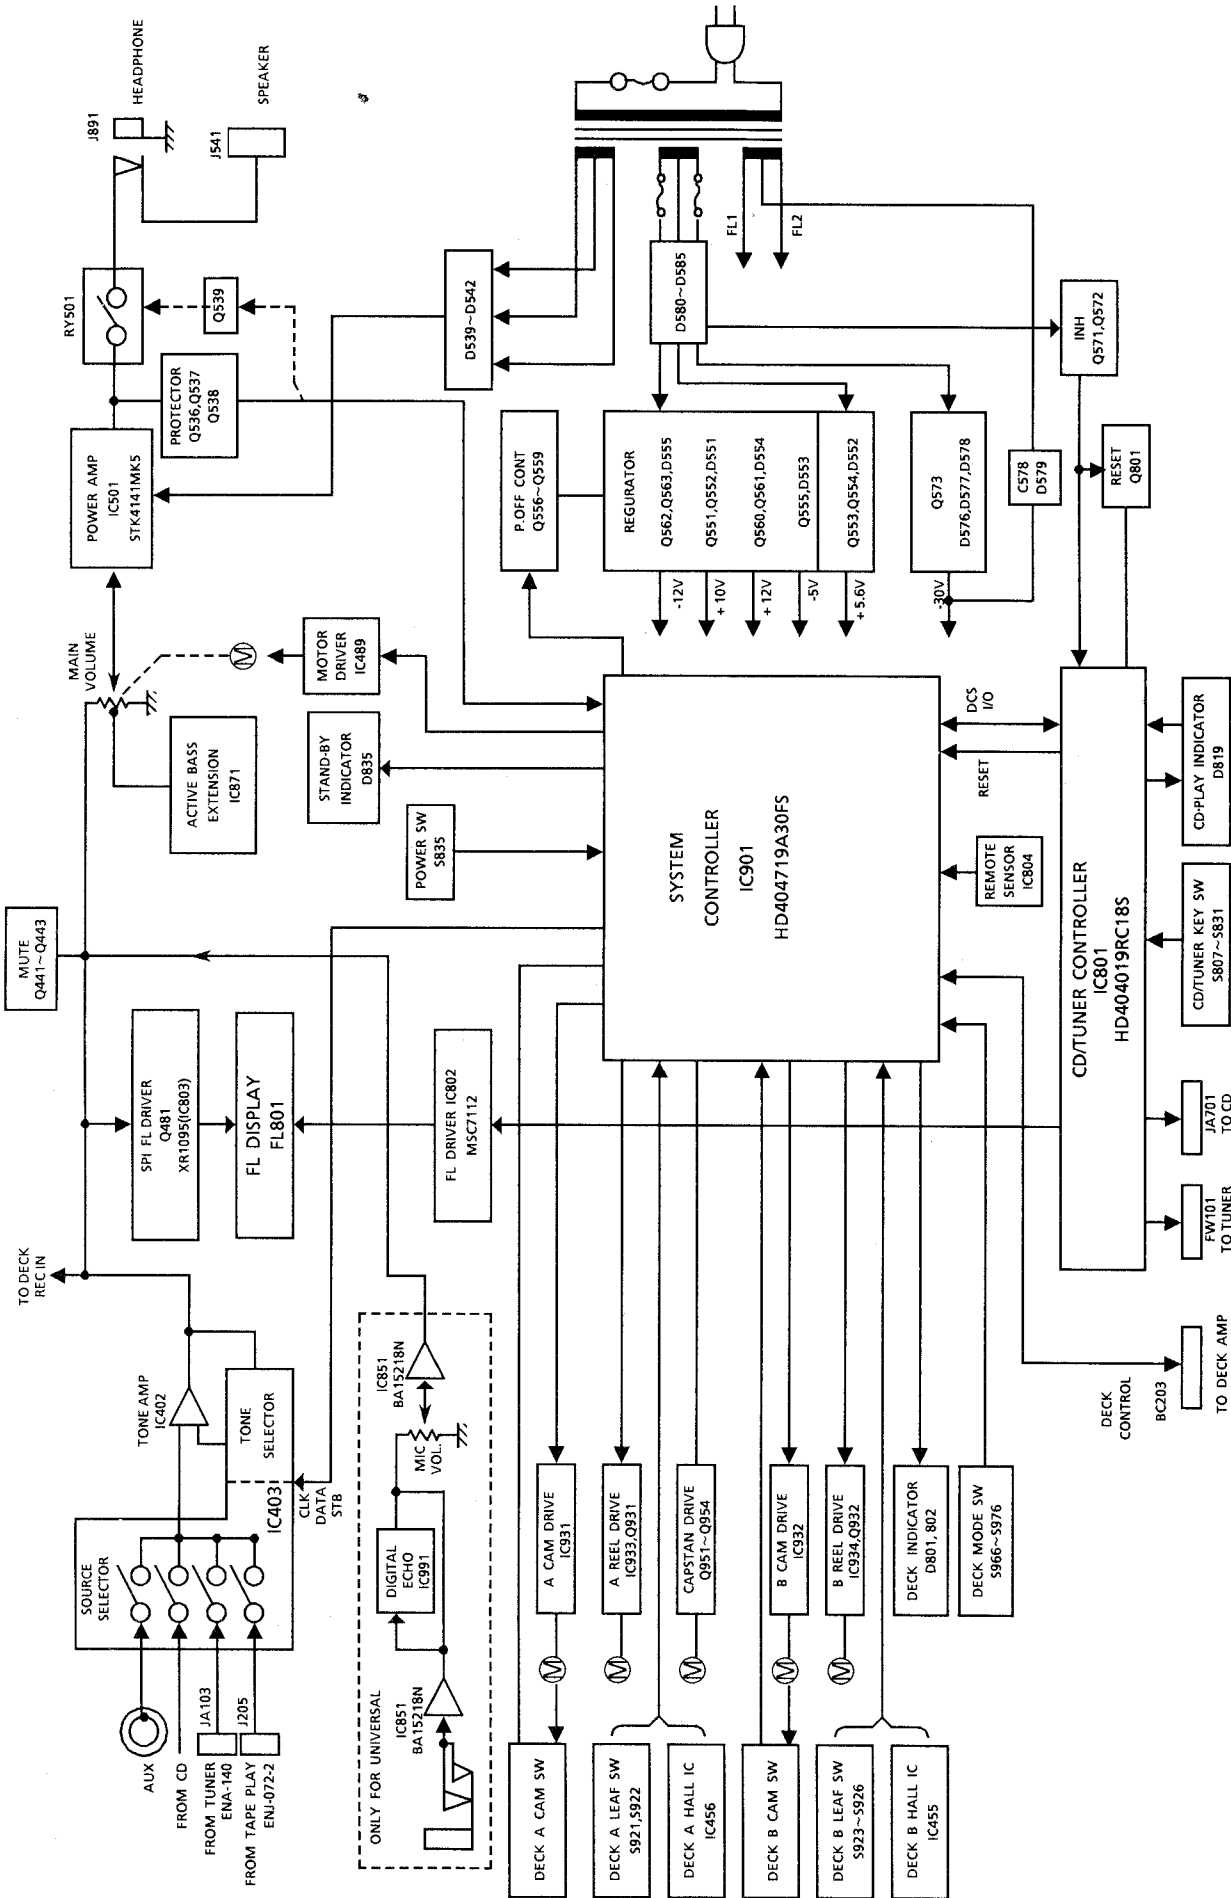 AUX
FROM CD
FROM TUNER
ENA-140
JA103
FROM TAPE PLAY
ENJ-072-2
J205
SOURCE
SELECTOR
IC403
TONE AMP
IC402
TONE
SELECTOR
CLK
DATA
STB
TO DECK
REC IN
MUTE
Q441~Q443
SPI FL DRIVER
Q481
XR1095(IC803)
FL DISPLAY
FL801
FL DRIVER IC802
MSC7112
MAIN
VOLUME
ACTIVE BASS
EXTENSION
IC871
POWER AMP
IC501
STK4141MK5
PROTECTOR
Q536,Q537
Q538
RY501
Q539
J891
HEADPHONE
J541
SPEAKER
STAND-BY
INDICATOR
D835
MOTOR
DRIVER
IC489
M
POWER SW
S835
D539~D542
ONLY FOR UNIVERSAL
IC851
BA15218N
DIGITAL
ECHO
IC991
MIC
VOL.
IC851
BA15218N
P.OFF CONT
Q556~Q559
REGURATOR
Q562,Q563,D555
Q551,Q552,D551
Q560,Q561,D554
Q555,D553
Q553,Q554,D552
-12V
+10V
+12V
-5V
+5.6V
D580~D585
FL1
FL2
Q573
D576,D577,D578
-30V
C578
D579
INH
Q571,Q572
RESET
Q801
SYSTEM
CONTROLLER
IC901
HD404719A30FS
DCS
I/O
RESET
REMOTE
SENSOR
IC804
DECK A CAM SW
M
A CAM DRIVE
IC931
DECK A LEAF SW
S921,S922
M
A REEL DRIVE
IC933,Q931
DECK A HALL IC
IC456
M
CAPSTAN DRIVE
Q951~Q954
DECK B CAM SW
M
B CAM DRIVE
IC932
DECK B LEAF SW
S923~S926
M
B REEL DRIVE
IC934,Q932
DECK B HALL IC
IC455
DECK INDICATOR
D801, 802
DECK MODE SW
S966~S976
CD/TUNER CONTROLLER
IC801
HD404019RC18S
DECK
CONTROL
BC203
TO DECK AMP
FW101
TO TUNER
JA701
TO CD
CD/TUNER KEY SW
S807~S831
CD-PLAY INDICATOR
D819